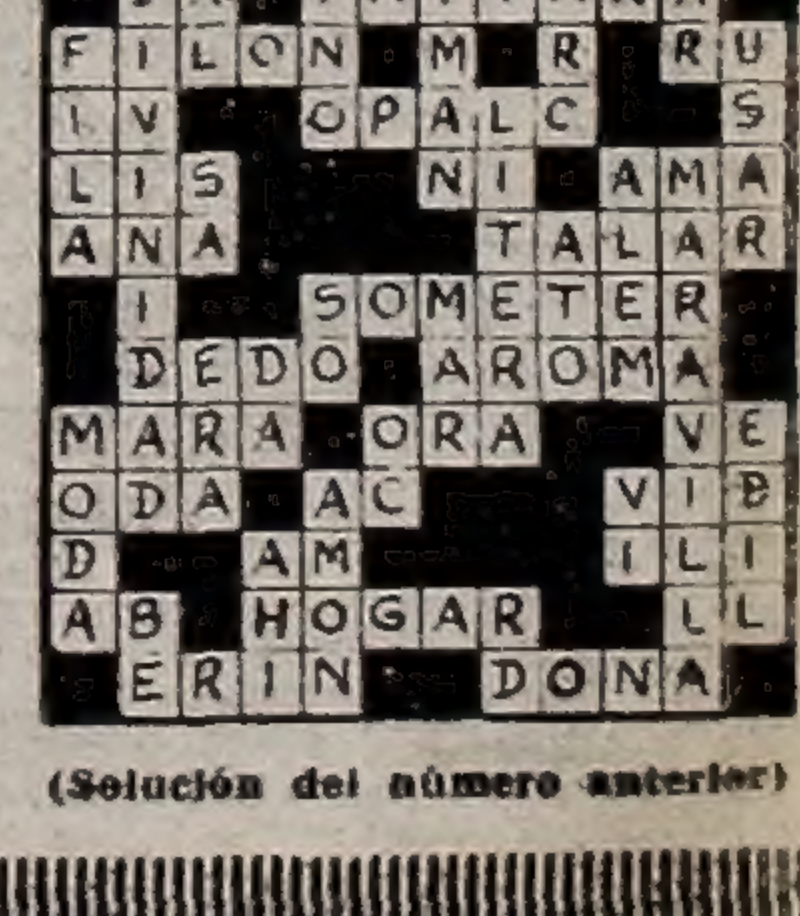 FILON M R RU
IV OPALC S
LIS NI AMA
ANA TALAR
I SOMETER
DEDO AROMA
MARA ORA VE
ODA AC VIB
D AM ILI
AB HOGAR LL
ERIN DONA
(Solución del número anterior)